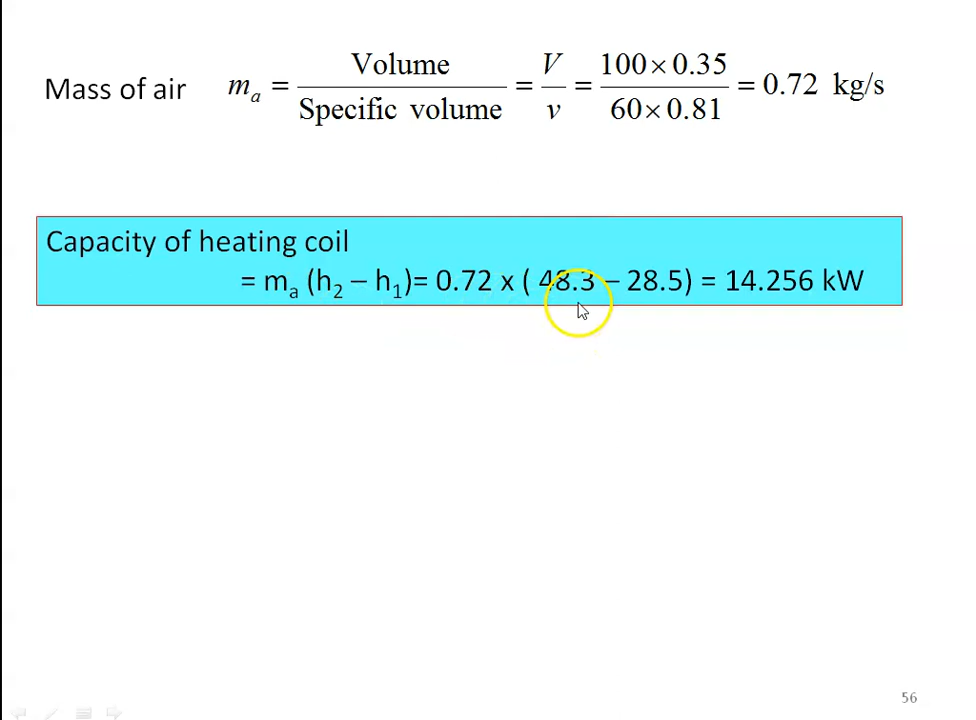 Mass of air m_a = Volume / Specific volume = V / v = 100 × 0.35 / 60 × 0.81 = 0.72 kg/s
Capacity of heating coil
= m_a (h_2 – h_1)= 0.72 x ( 48.3 – 28.5) = 14.256 kW
56